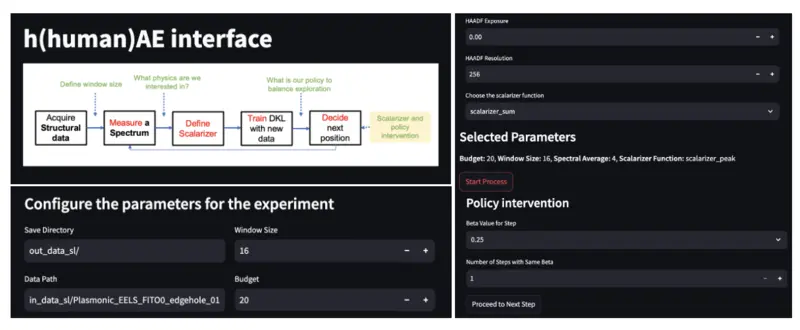 h(human)AE interface
Define window size
What physics are we
interested in?
What is our policy to
balance exploration?
Acquire
Structural
data
Measure a
Spectrum
Define
Scalarizer
Train DKL
with new
data
Decide
next
position
Scalarizer and
policy
intervention
Configure the parameters for the experiment
Save Directory
out_data_sl/
Window Size
16
Data Path
in_data_sl/Plasmonic_EELS_FITO0_edgehole_01
Budget
20
HAADF Exposure
0.00
HAADF Resolution
256
Choose the scalarizer function
scalarizer_sum
Selected Parameters
Budget: 20, Window Size: 16, Spectral Average: 4, Scalarizer Function: scalarizer_peak
Start Process
Policy intervention
Beta Value for Step
0.25
Number of Steps with Same Beta
1
Proceed to Next Step